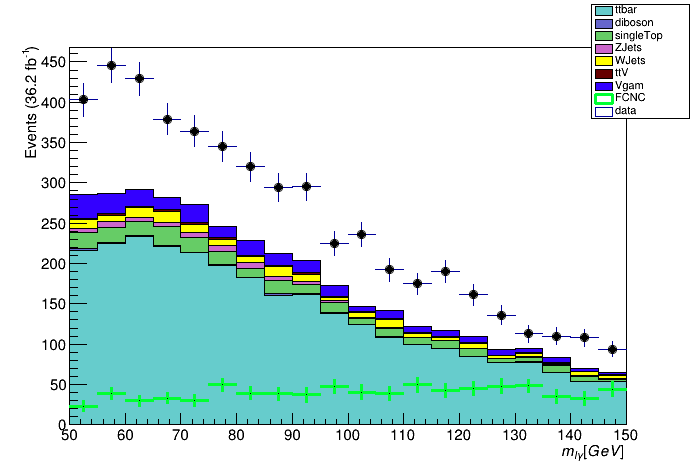 ttbar
diboson
singleTop
ZJets
WJets
ttV
Vgam
FCNC
data
Events (36.2 fb⁻¹)
450
400
350
300
250
200
150
100
50
0
50 60 70 80 90 100 110 120 130 140 150
m_{lγ}[GeV]